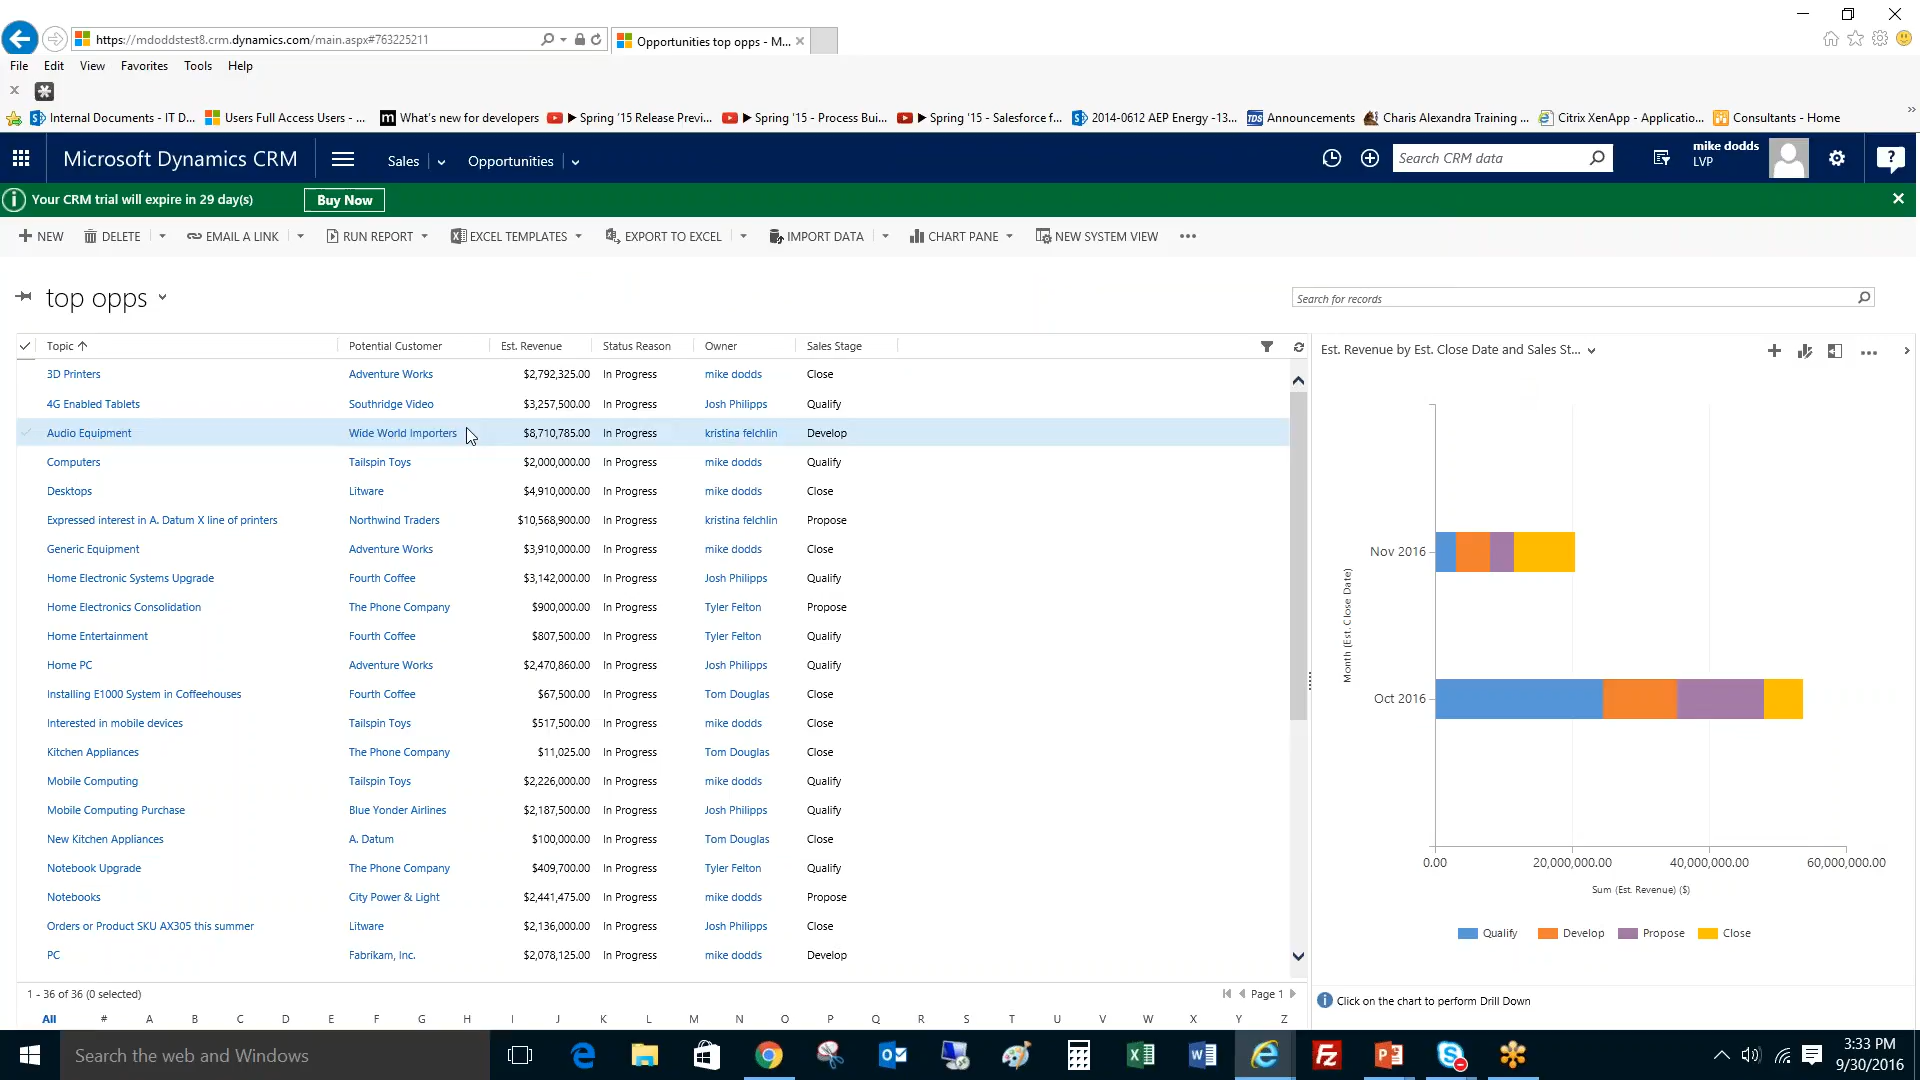 https://mdoddstest8.crm.dynamics.com/main.aspx#763225211
Opportunities top opps - M...
File Edit View Favorites Tools Help
Internal Documents - IT D... Users Full Access Users - ... What's new for developers ▶ Spring '15 Release Previ... ▶ Spring '15 - Process Bui... ▶ Spring '15 - Salesforce f... 2014-0612 AEP Energy -13... Announcements Charis Alexandra Training ... Citrix XenApp - Applicatio... Consultants - Home
Microsoft Dynamics CRM Sales Opportunities Search CRM data mike dodds
LVP
Your CRM trial will expire in 29 day(s) Buy Now
NEW DELETE EMAIL A LINK RUN REPORT EXCEL TEMPLATES EXPORT TO EXCEL IMPORT DATA CHART PANE NEW SYSTEM VIEW
top opps
Search for records
Topic Potential Customer Est. Revenue Status Reason Owner Sales Stage
3D Printers Adventure Works $2,792,325.00 In Progress mike dodds Close
4G Enabled Tablets Southridge Video $3,257,500.00 In Progress Josh Philipps Qualify
Audio Equipment Wide World Importers $8,710,785.00 In Progress kristina felchlin Develop
Computers Tailspin Toys $2,000,000.00 In Progress mike dodds Qualify
Desktops Litware $4,910,000.00 In Progress mike dodds Close
Expressed interest in A. Datum X line of printers Northwind Traders $10,568,900.00 In Progress kristina felchlin Propose
Generic Equipment Adventure Works $3,910,000.00 In Progress mike dodds Close
Home Electronic Systems Upgrade Fourth Coffee $3,142,000.00 In Progress Josh Philipps Qualify
Home Electronics Consolidation The Phone Company $900,000.00 In Progress Tyler Felton Propose
Home Entertainment Fourth Coffee $807,500.00 In Progress Tyler Felton Qualify
Home PC Adventure Works $2,470,860.00 In Progress Josh Philipps Qualify
Installing E1000 System in Coffeehouses Fourth Coffee $67,500.00 In Progress Tom Douglas Close
Interested in mobile devices Tailspin Toys $517,500.00 In Progress mike dodds Close
Kitchen Appliances The Phone Company $11,025.00 In Progress Tom Douglas Close
Mobile Computing Tailspin Toys $2,226,000.00 In Progress mike dodds Qualify
Mobile Computing Purchase Blue Yonder Airlines $2,187,500.00 In Progress Josh Philipps Qualify
New Kitchen Appliances A. Datum $100,000.00 In Progress Tom Douglas Close
Notebook Upgrade The Phone Company $409,700.00 In Progress Tyler Felton Qualify
Notebooks City Power & Light $2,441,475.00 In Progress mike dodds Propose
Orders or Product SKU AX305 this summer Litware $2,136,000.00 In Progress Josh Philipps Close
PC Fabrikam, Inc. $2,078,125.00 In Progress mike dodds Develop
1 - 36 of 36 (0 selected) Page 1
All # A B C D E F G H I J K L M N O P Q R S T U V W X Y Z
Est. Revenue by Est. Close Date and Sales St...
Month (Est. Close Date)
Nov 2016
Oct 2016
0.00 20,000,000.00 40,000,000.00 60,000,000.00
Sum (Est. Revenue) ($)
Qualify Develop Propose Close
Click on the chart to perform Drill Down
Search the web and Windows
3:33 PM
9/30/2016